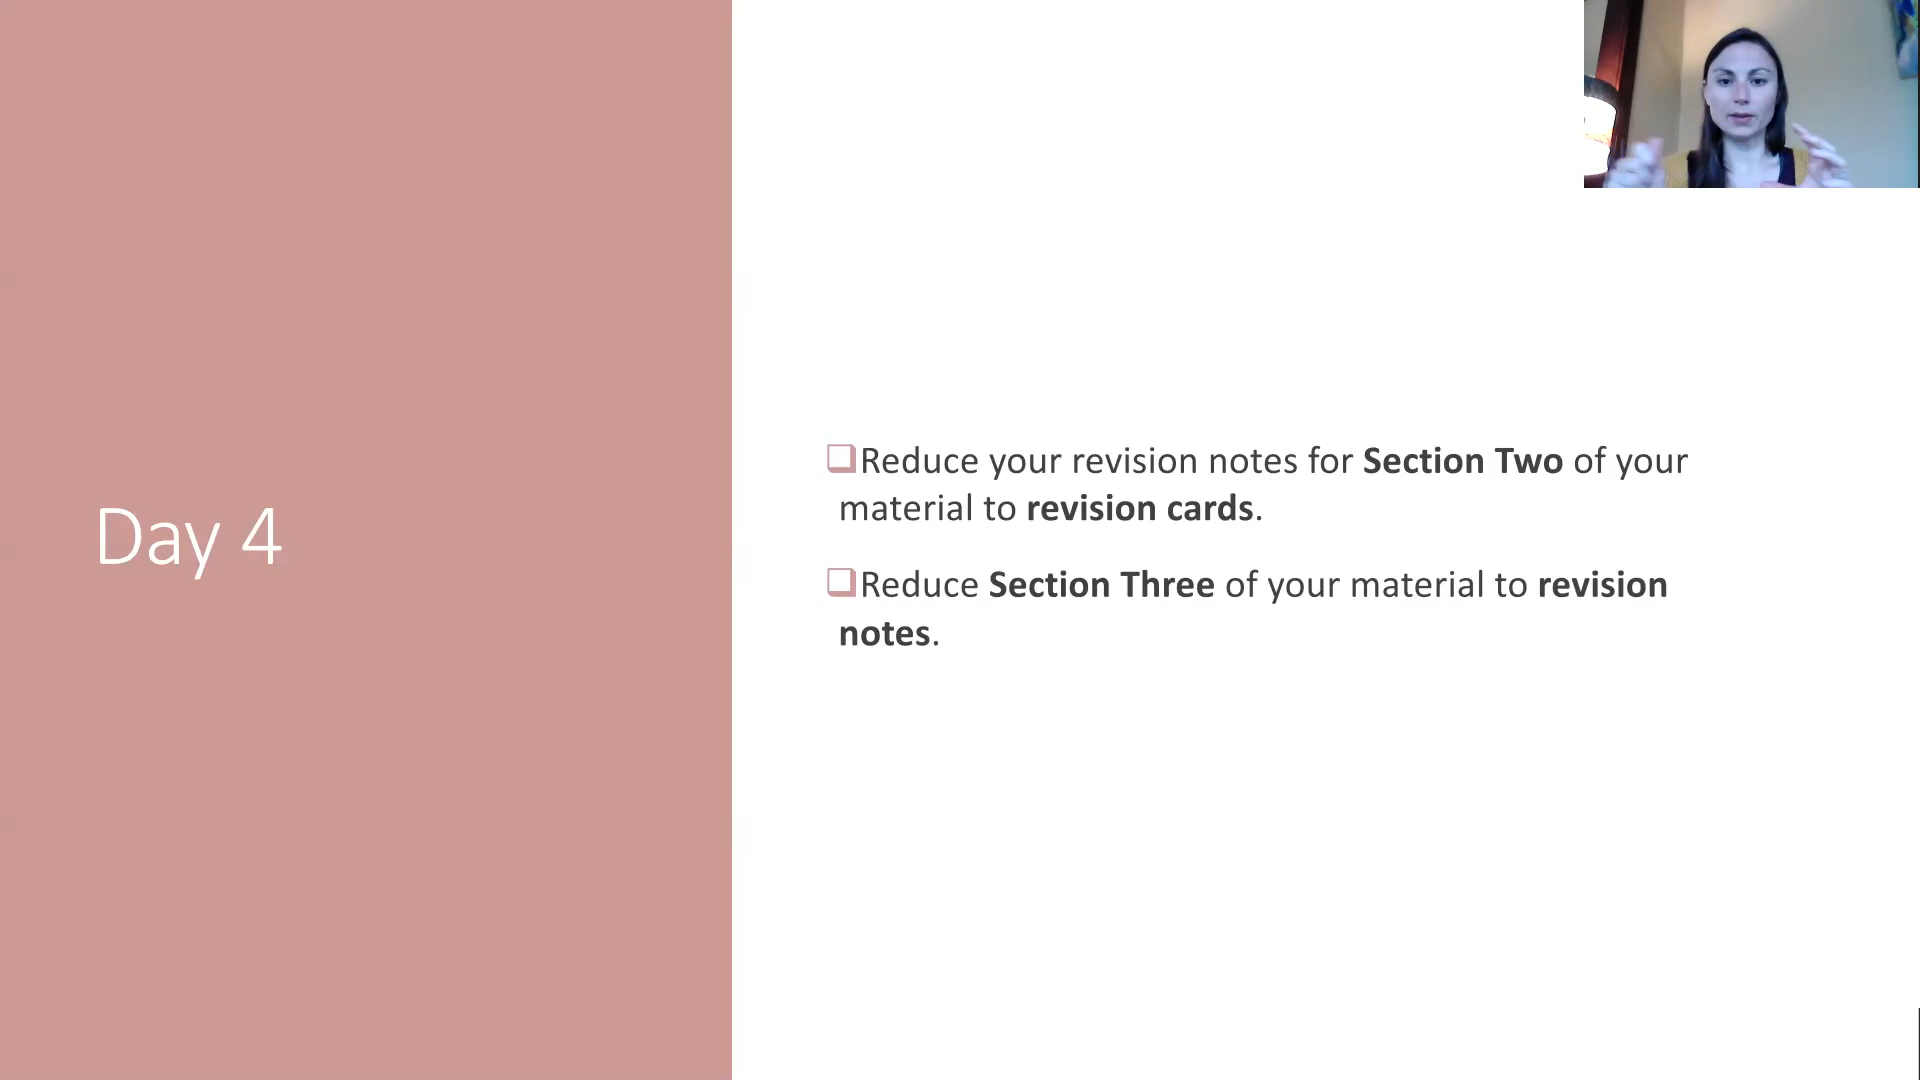 Day 4
Reduce your revision notes for Section Two of your
material to revision cards.
Reduce Section Three of your material to revision
notes.